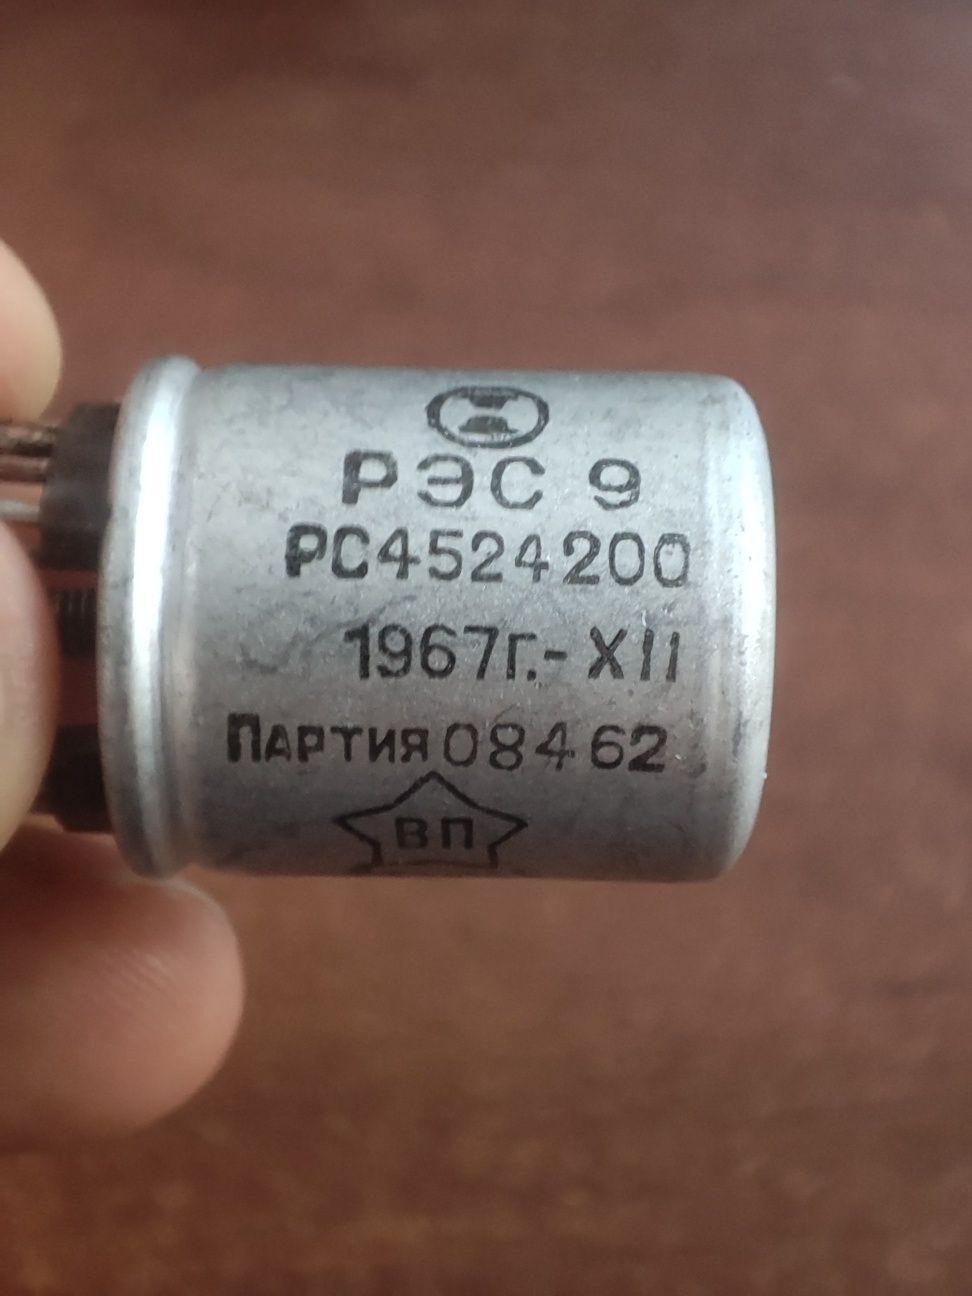 РЭС 9
РС4524200
1967г.- XII
ПАРТИЯ 08462
ВП